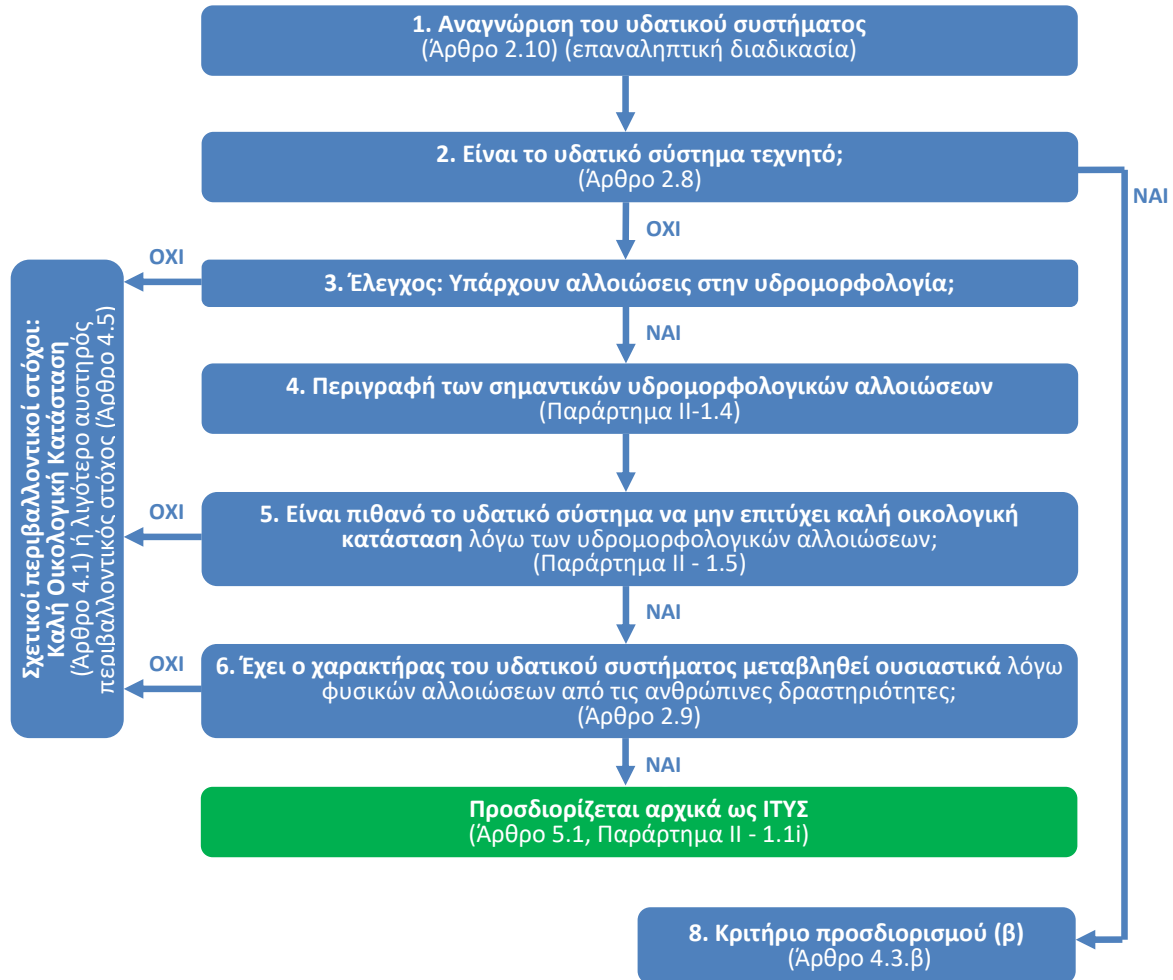 1. Αναγνώριση του υδατικού συστήματος
(Άρθρο 2.10) (επαναληπτική διαδικασία)
2. Είναι το υδατικό σύστημα τεχνητό;
(Άρθρο 2.8)
ΝΑΙ
ΟΧΙ
ΟΧΙ
3. Έλεγχος: Υπάρχουν αλλοιώσεις στην υδρομορφολογία;
ΝΑΙ
Σχετικοί περιβαλλοντικοί στόχοι:
Καλή Οικολογική Κατάσταση
(Άρθρο 4.1) ή λιγότερο αυστηρός
περιβαλλοντικός στόχος (Άρθρο 4.5)
4. Περιγραφή των σημαντικών υδρομορφολογικών αλλοιώσεων
(Παράρτημα ΙΙ-1.4)
ΟΧΙ
5. Είναι πιθανό το υδατικό σύστημα να μην επιτύχει καλή οικολογική
κατάσταση λόγω των υδρομορφολογικών αλλοιώσεων;
(Παράρτημα ΙΙ - 1.5)
ΝΑΙ
ΟΧΙ
6. Έχει ο χαρακτήρας του υδατικού συστήματος μεταβληθεί ουσιαστικά λόγω
φυσικών αλλοιώσεων από τις ανθρώπινες δραστηριότητες;
(Άρθρο 2.9)
ΝΑΙ
Προσδιορίζεται αρχικά ως ΙΤΥΣ
(Άρθρο 5.1, Παράρτημα ΙΙ - 1.1i)
8. Κριτήριο προσδιορισμού (β)
(Άρθρο 4.3.β)